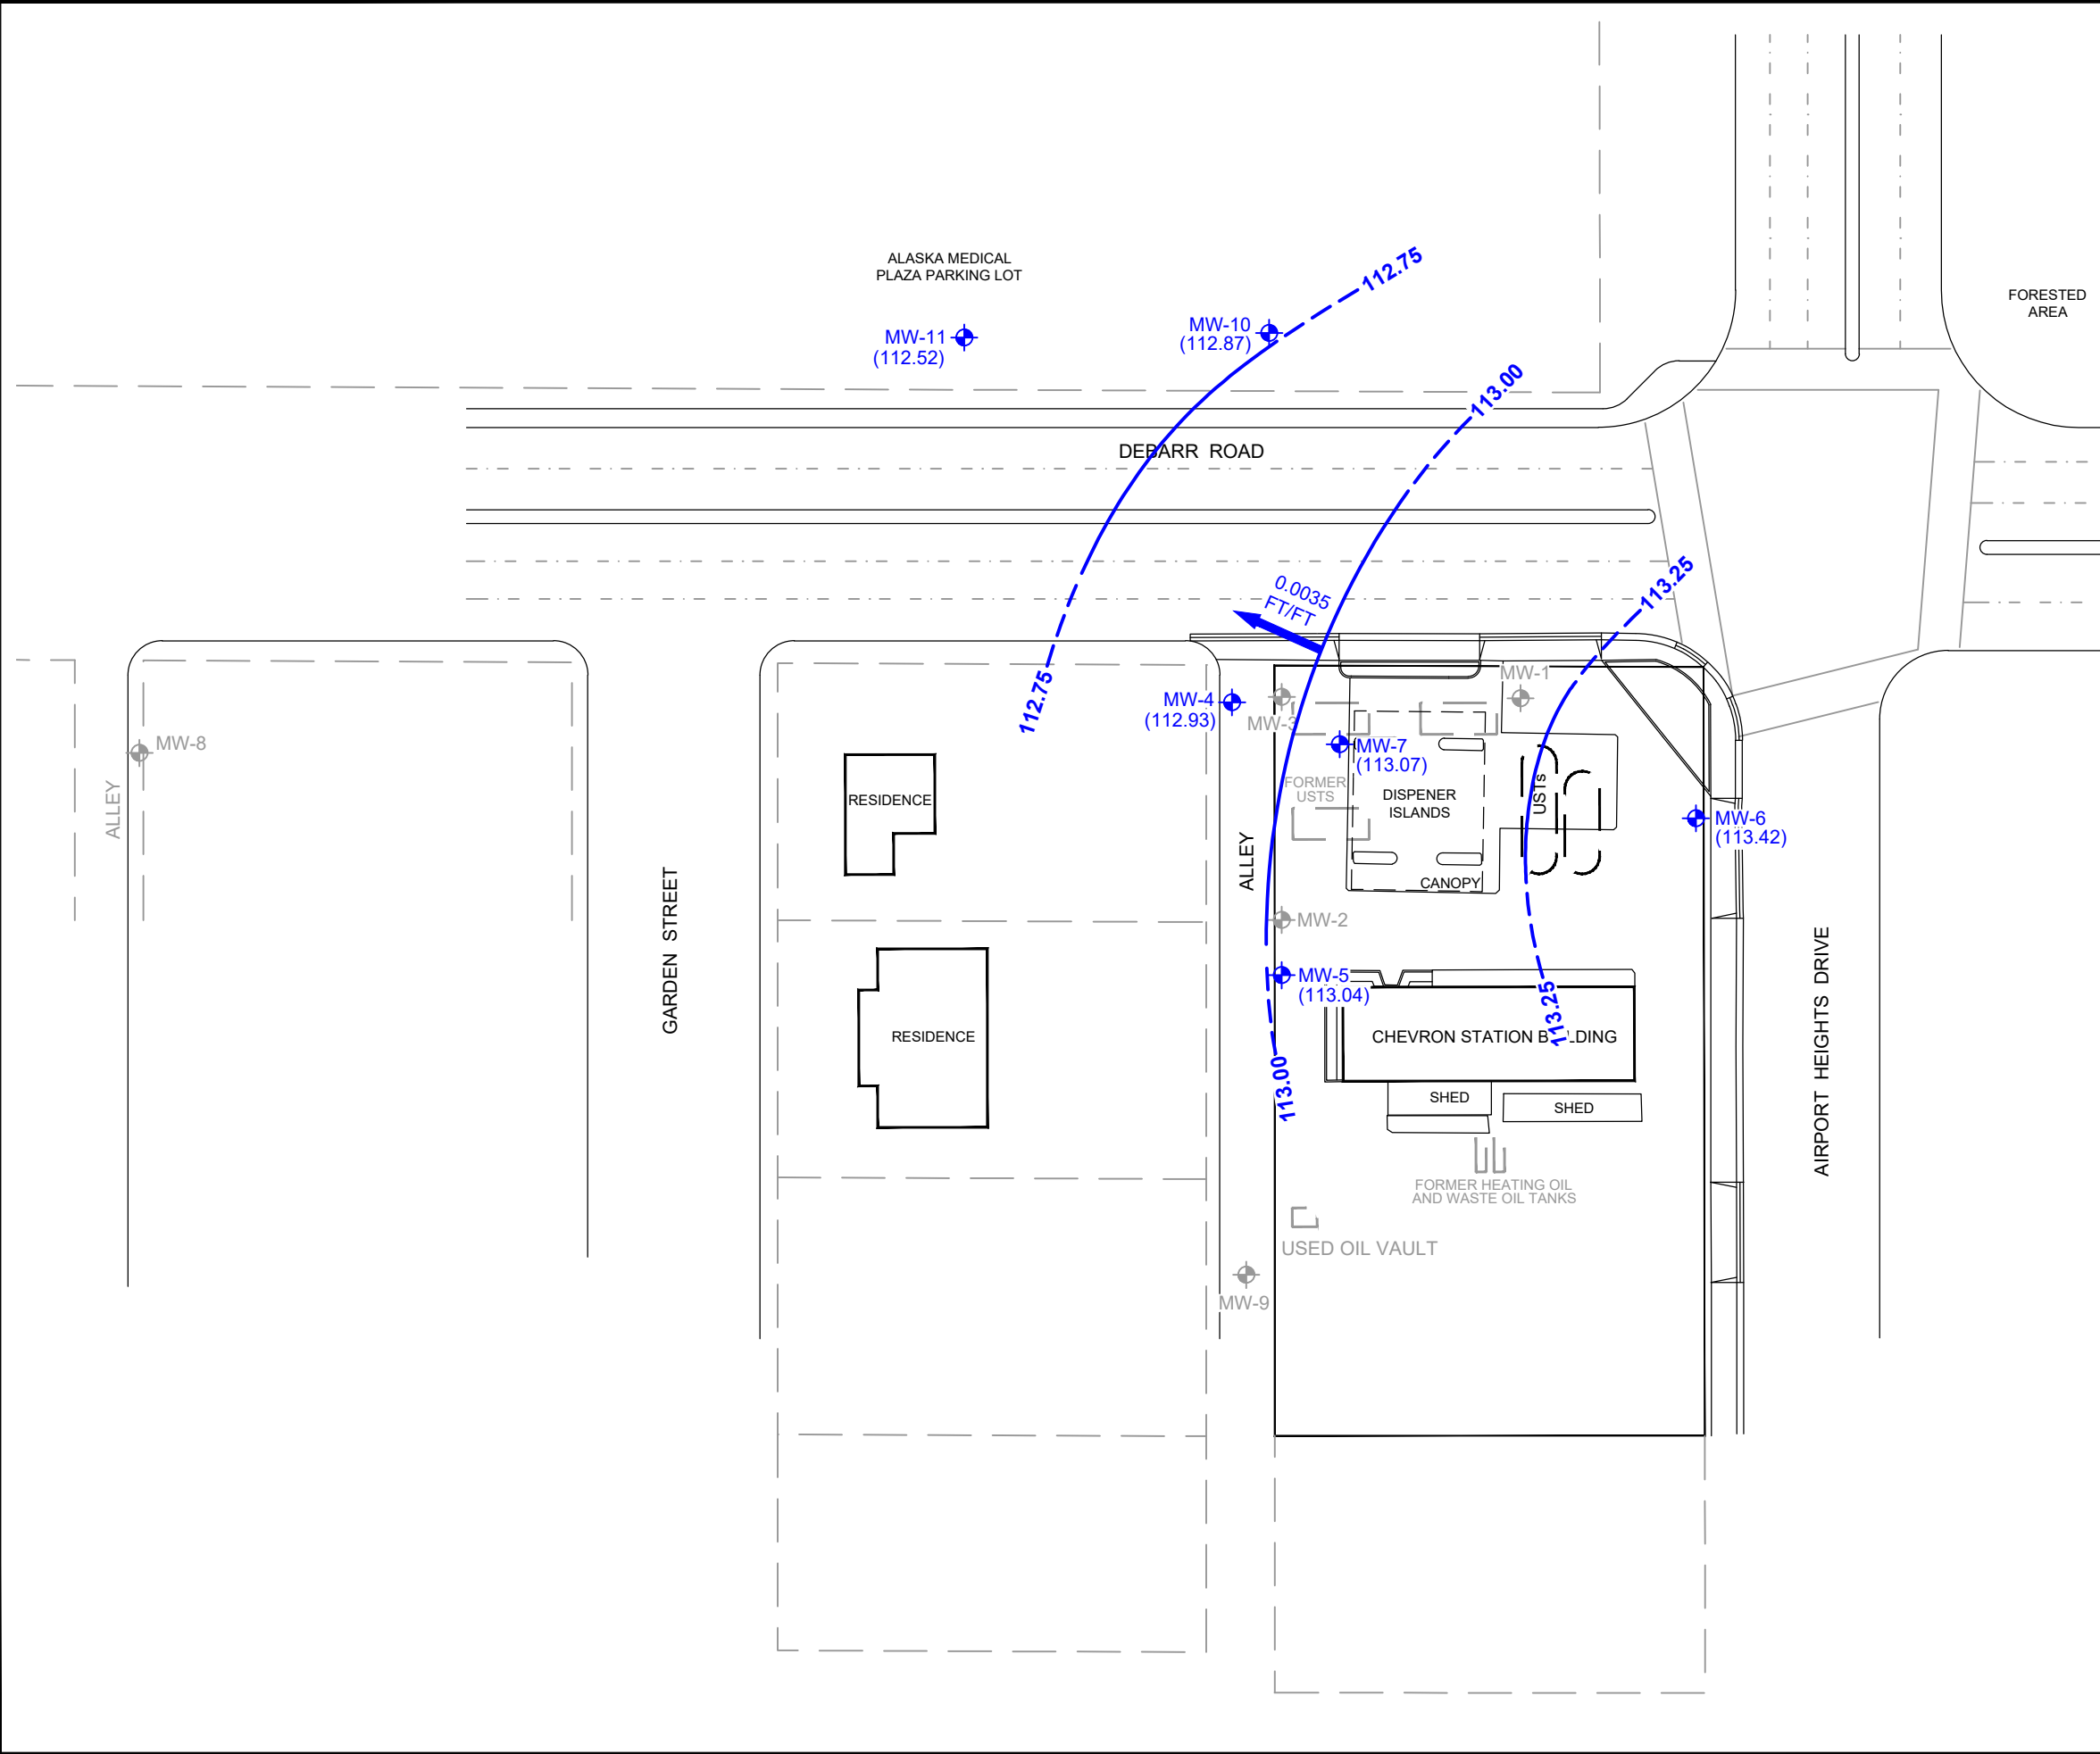 112.75
ALASKA MEDICAL
PLAZA PARKING LOT
FORESTED
AREA
MW-10
(112.87)
MW-11
(112.52)
113.00
DEBARR  ROAD
113.25
0.0035
FT/FT
MW-1
112.75
MW-4
(112.93)
MW-3
MW-8
MW-7
(113.07)
ALLEY
RESIDENCE
FORMER
USTS
DISPENER
ISLANDS
USTs
MW-6
(113.42)
ALLEY
CANOPY
MW-2
GARDEN  STREET
MW-5
(113.04)
113.25
AIRPORT  HEIGHTS  DRIVE
RESIDENCE
CHEVRON STATION B LDING
113.00
SHED
SHED
FORMER HEATING OIL
AND WASTE OIL TANKS
USED OIL VAULT
MW-9